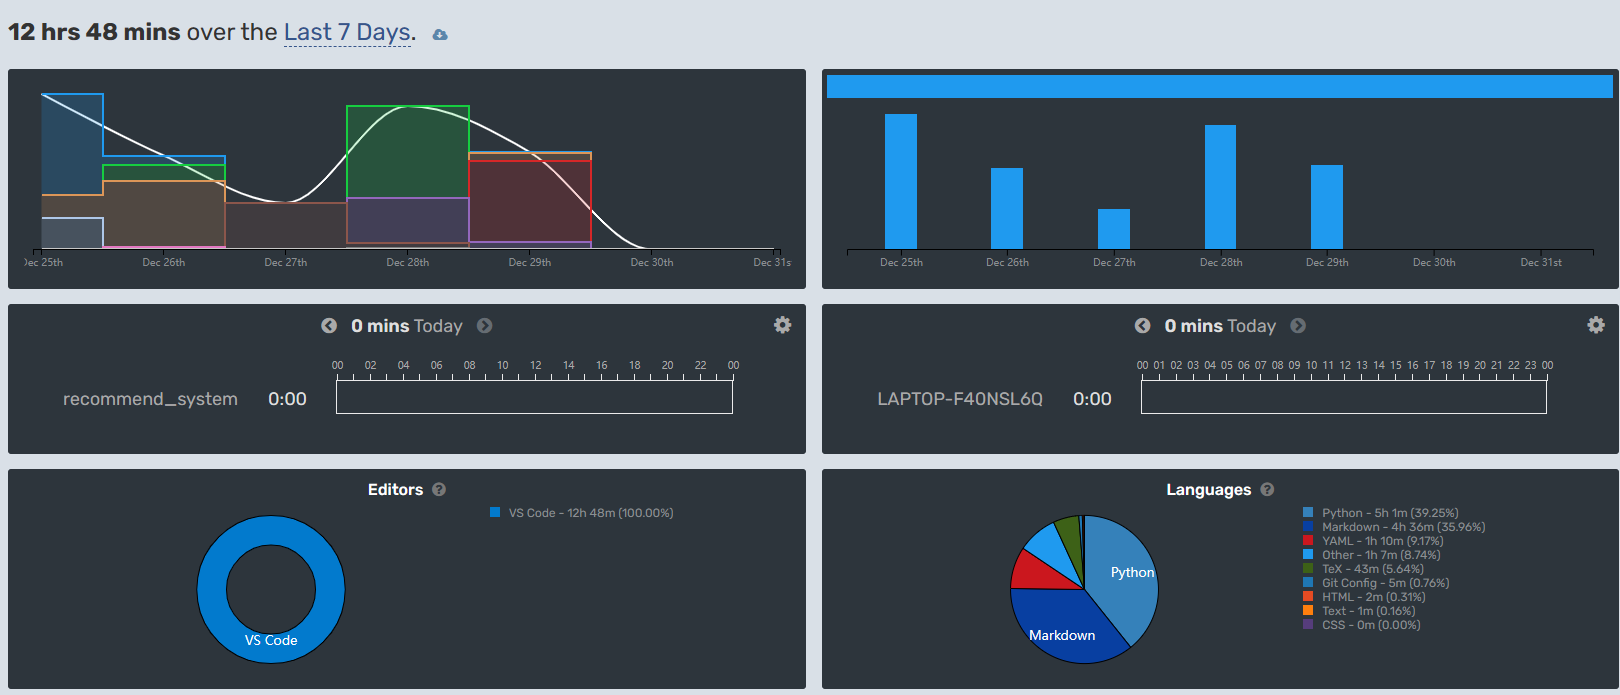 12 hrs 48 mins over the Last 7 Days.
Dec 25th Dec 26th Dec 27th Dec 28th Dec 29th Dec 30th Dec 31s
Dec 25th Dec 26th Dec 27th Dec 28th Dec 29th Dec 30th Dec 31st
0 mins Today
00 02 04 06 08 10 12 14 16 18 20 22 00
recommend_system 0:00
0 mins Today
00 01 02 03 04 05 06 07 08 09 10 11 12 13 14 15 16 17 18 19 20 21 22 23 00
LAPTOP-F40NSL6Q 0:00
Editors ?
VS Code - 12h 48m (100.00%)
VS Code
Languages ?
Python - 5h 1m (39.25%)
Markdown - 4h 36m (35.96%)
YAML - 1h 10m (9.17%)
Other - 1h 7m (8.74%)
TeX - 43m (5.64%)
Git Config - 5m (0.76%)
HTML - 2m (0.31%)
Text - 1m (0.16%)
CSS - 0m (0.00%)
Python
Markdown